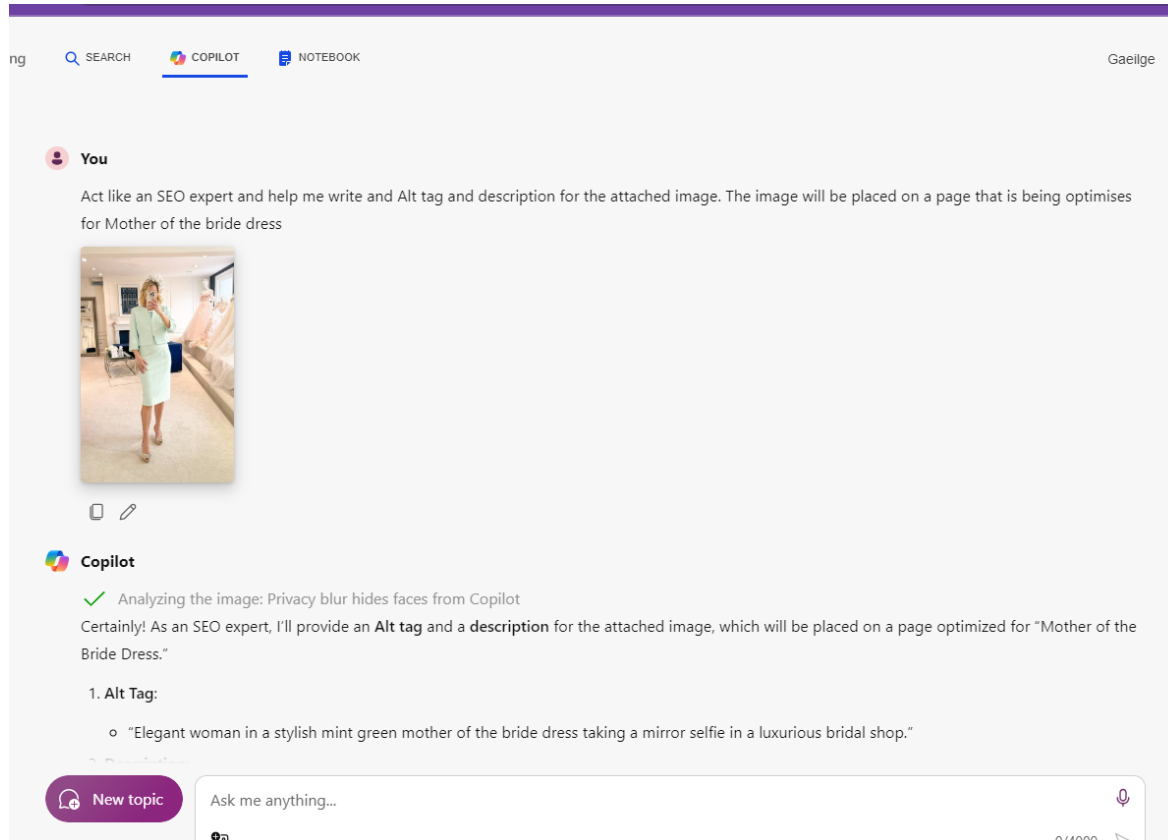 ng
SEARCH
COPILOT
NOTEBOOK
Gaeilge
You
Act like an SEO expert and help me write and Alt tag and description for the attached image. The image will be placed on a page that is being optimises
for Mother of the bride dress
Copilot
Analyzing the image: Privacy blur hides faces from Copilot
Certainly! As an SEO expert, I'll provide an Alt tag and a description for the attached image, which will be placed on a page optimized for “Mother of the
Bride Dress.”
1. Alt Tag:
“Elegant woman in a stylish mint green mother of the bride dress taking a mirror selfie in a luxurious bridal shop.”
2. Description:
New topic
Ask me anything...
0/4000